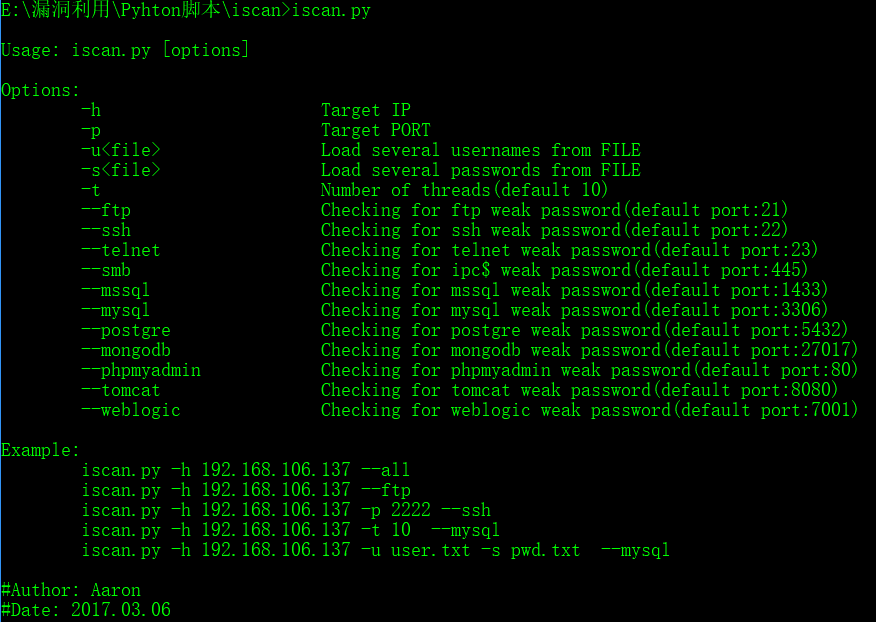 E:\漏洞利用\Pyhton脚本\iscan>iscan.py
Usage: iscan.py [options]
Options:
-h Target IP
-p Target PORT
-u<file> Load several usernames from FILE
-s<file> Load several passwords from FILE
-t Number of threads(default 10)
--ftp Checking for ftp weak password(default port:21)
--ssh Checking for ssh weak password(default port:22)
--telnet Checking for telnet weak password(default port:23)
--smb Checking for ipc$ weak password(default port:445)
--mssql Checking for mssql weak password(default port:1433)
--mysql Checking for mysql weak password(default port:3306)
--postgre Checking for postgre weak password(default port:5432)
--mongodb Checking for mongodb weak password(default port:27017)
--phpmyadmin Checking for phpmyadmin weak password(default port:80)
--tomcat Checking for tomcat weak password(default port:8080)
--weblogic Checking for weblogic weak password(default port:7001)
Example:
iscan.py -h 192.168.106.137 --all
iscan.py -h 192.168.106.137 --ftp
iscan.py -h 192.168.106.137 -p 2222 --ssh
iscan.py -h 192.168.106.137 -t 10  --mysql
iscan.py -h 192.168.106.137 -u user.txt -s pwd.txt  --mysql
#Author: Aaron
#Date: 2017.03.06